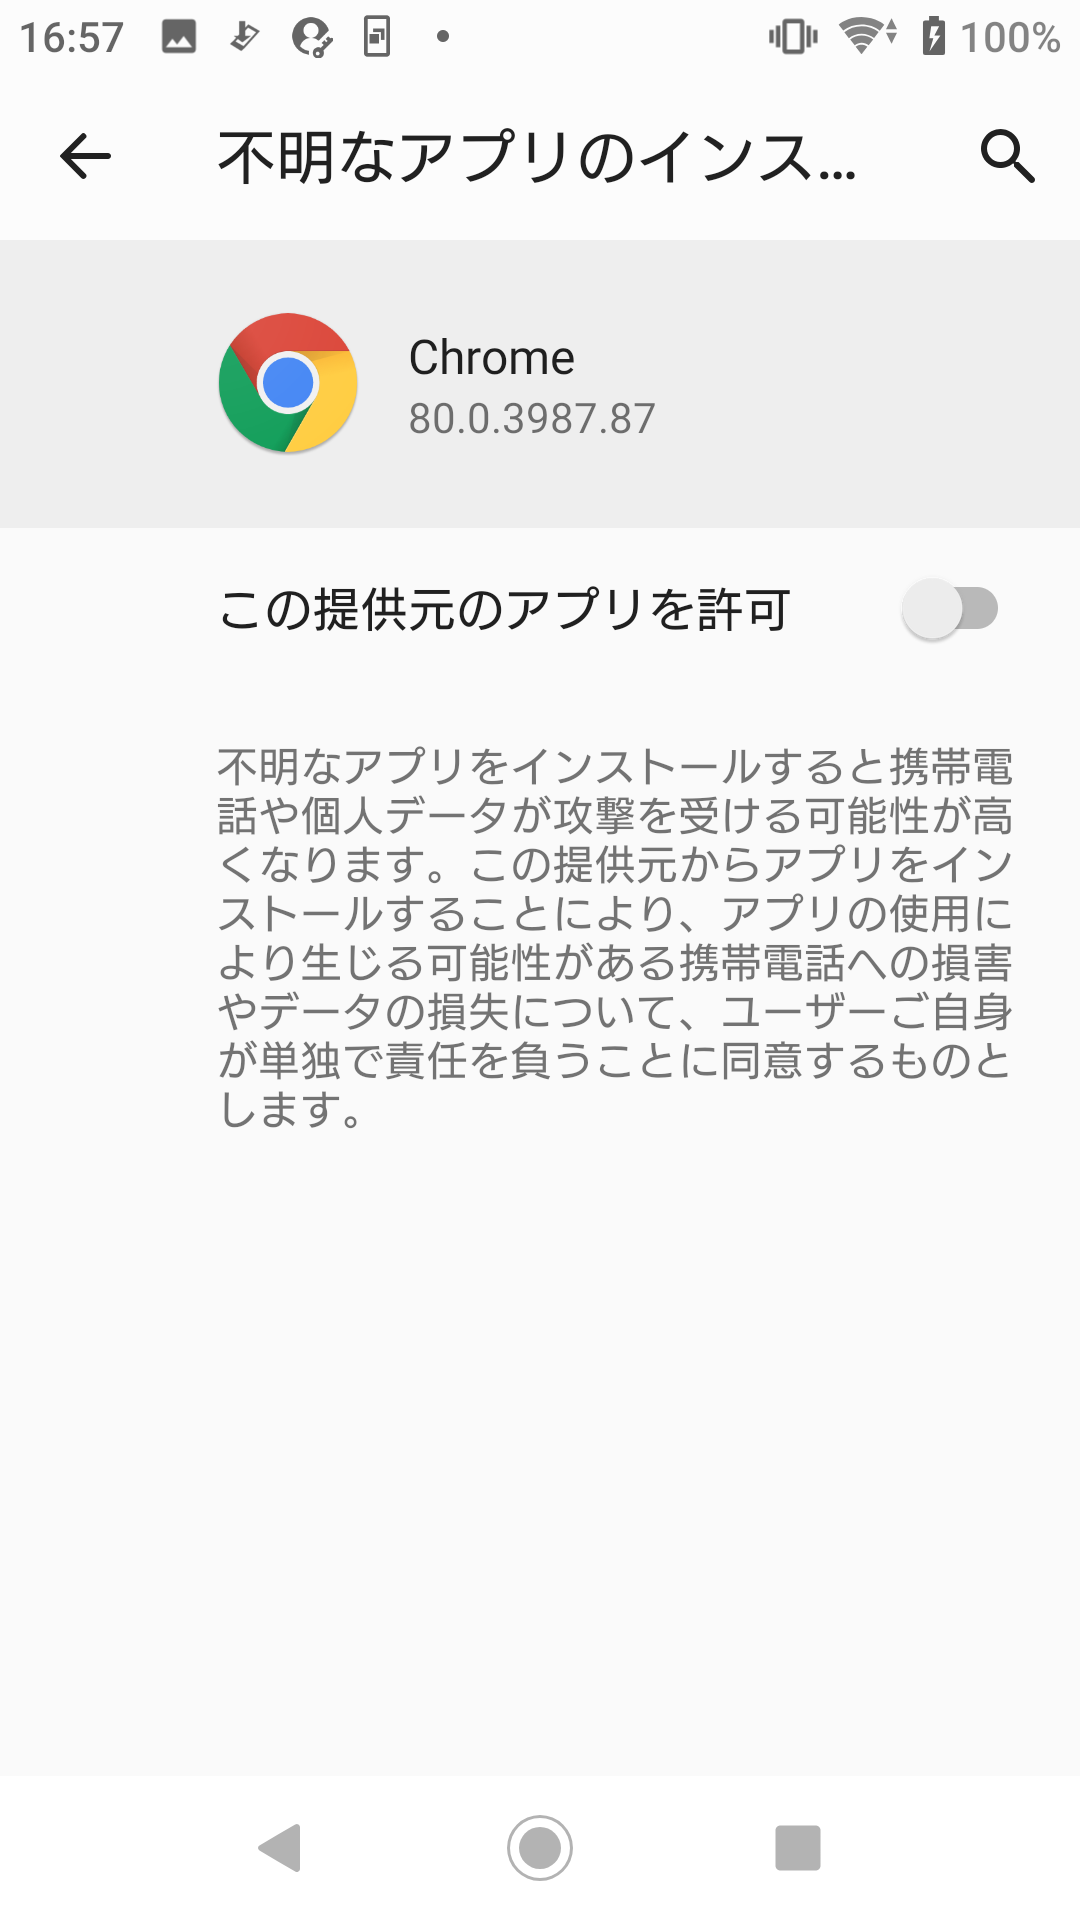 16:57
100%
不明なアプリのインス...
Chrome
80.0.3987.87
この提供元のアプリを許可
不明なアプリをインストールすると携帯電
話や個人データが攻撃を受ける可能性が高
くなります。この提供元からアプリをイン
ストールすることにより、アプリの使用に
より生じる可能性がある携帯電話への損害
やデータの損失について、ユーザーご自身
が単独で責任を負うことに同意するものと
します。